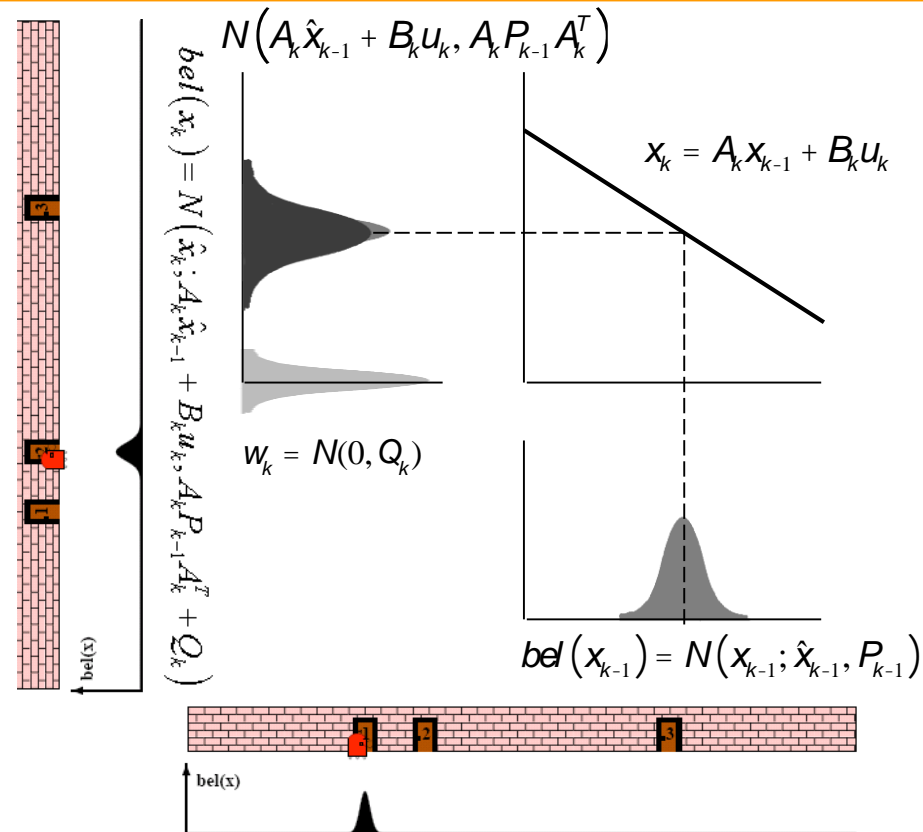 N(A_k x̂_{k-1} + B_k u_k, A_k P_{k-1} A_k^T)
x_k = A_k x_{k-1} + B_k u_k
bel(x_k) = N(x̂_k; A_k x̂_{k-1} + B_k u_k, A_k P_{k-1} A_k^T + Q_k)
3
2
1
bel(x)
w_k = N(0, Q_k)
bel(x_{k-1}) = N(x_{k-1}; x̂_{k-1}, P_{k-1})
1 2 3
bel(x)